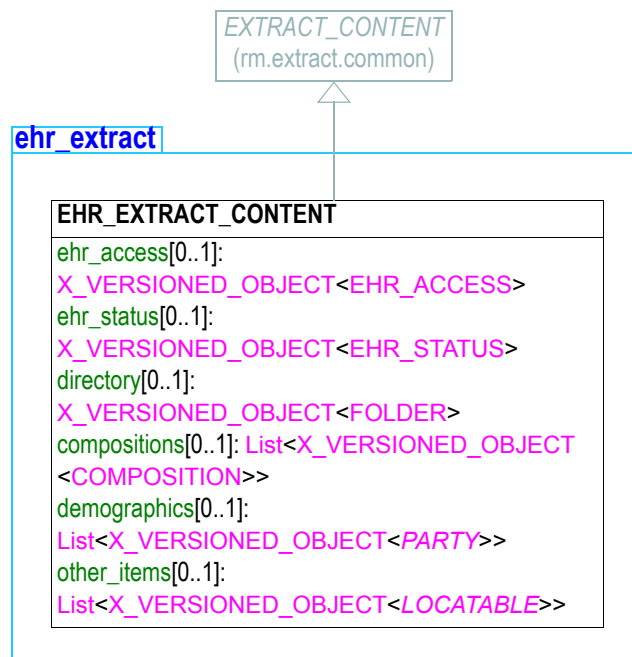 EXTRACT_CONTENT
(rm.extract.common)
ehr_extract
EHR_EXTRACT_CONTENT
ehr_access[0..1]:
X_VERSIONED_OBJECT<EHR_ACCESS>
ehr_status[0..1]:
X_VERSIONED_OBJECT<EHR_STATUS>
directory[0..1]:
X_VERSIONED_OBJECT<FOLDER>
compositions[0..1]: List<X_VERSIONED_OBJECT
<COMPOSITION>>
demographics[0..1]:
List<X_VERSIONED_OBJECT<PARTY>>
other_items[0..1]:
List<X_VERSIONED_OBJECT<LOCATABLE>>